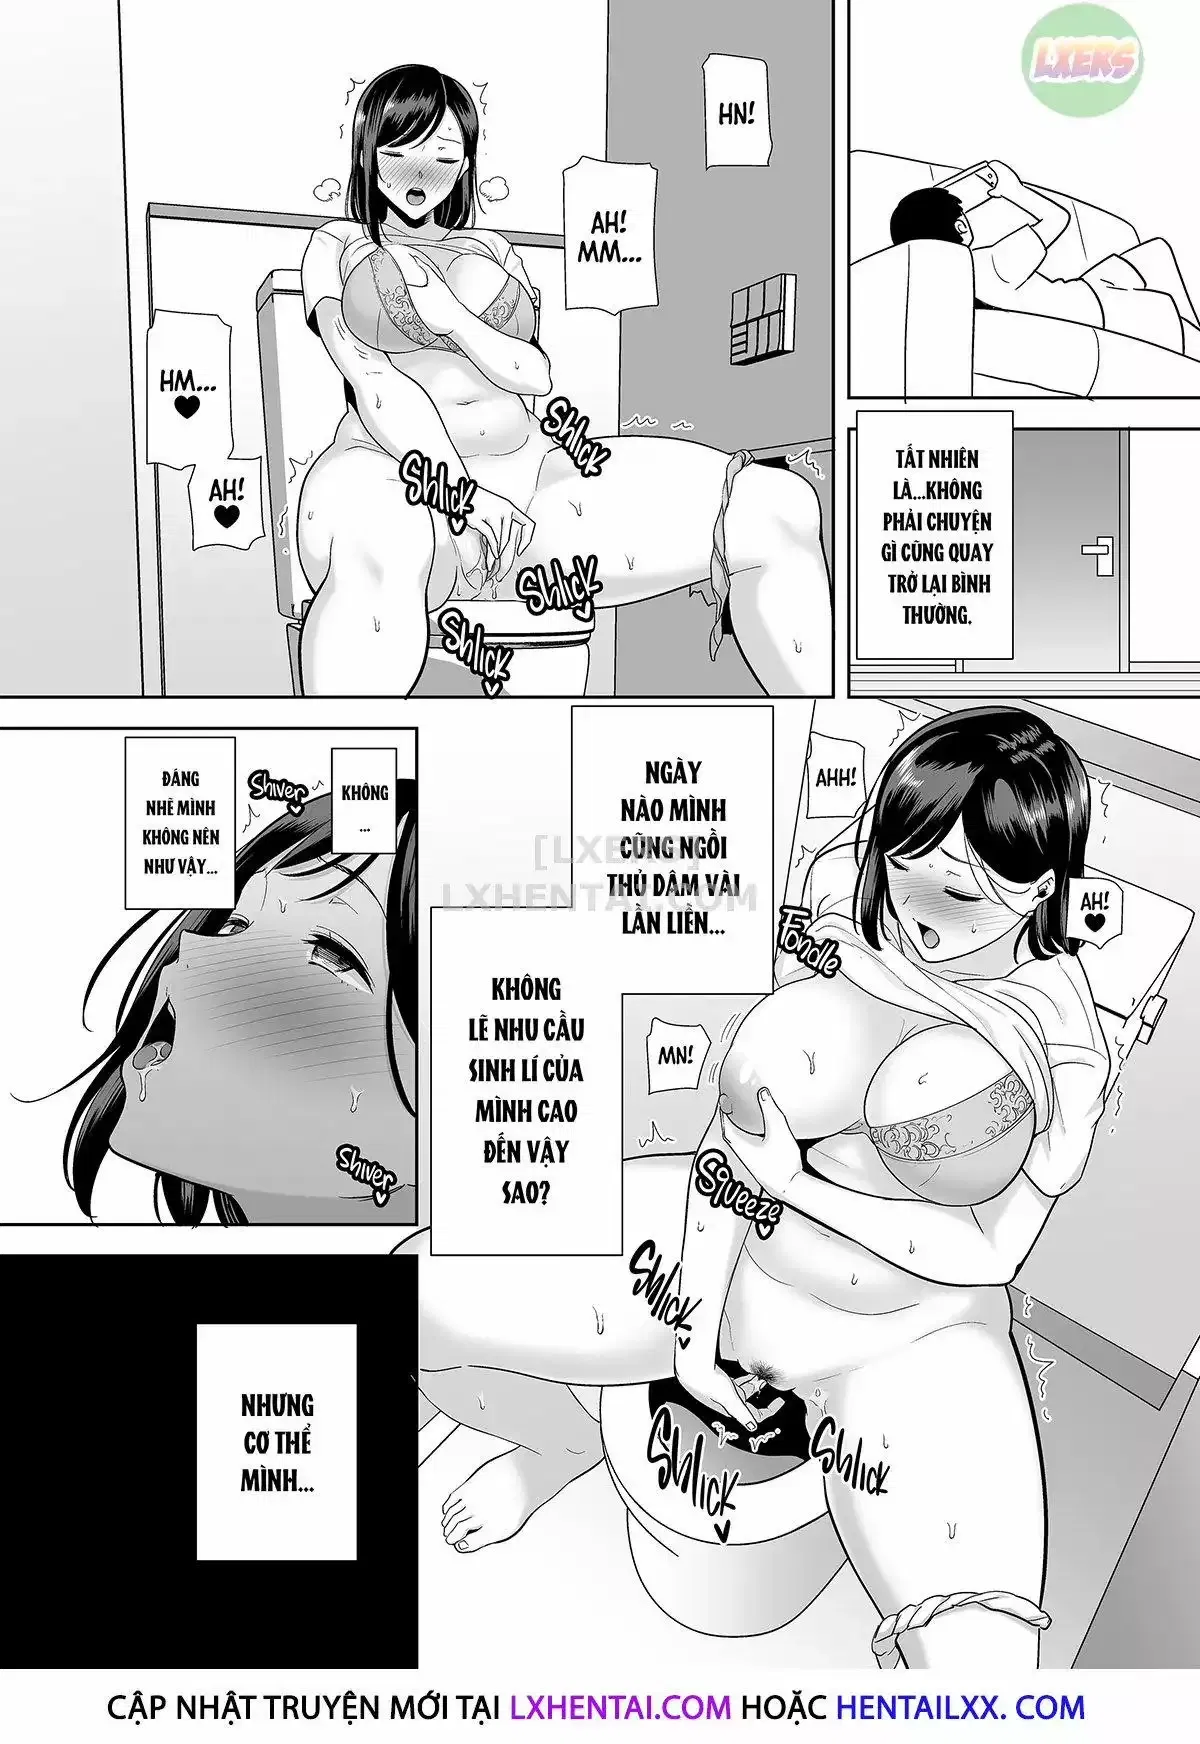 LXERS
TẤT NHIÊN
LÀ...KHÔNG
PHẢI CHUYỆN
GÌ CŨNG QUAY
TRỞ LẠI BÌNH
THƯỜNG.
HN!
AH!
MM...
HM...
AH!
Shlick
Shlick
Shlick
Shlick
AHH!
AH!
NGÀY
NÀO MÌNH
CŨNG NGỒI
THỦ DÂM VÀI
LẦN LIỀN...
Fondle
KHÔNG
LẼ NHU CẦU
SINH LÍ CỦA
MÌNH CAO
ĐẾN VẬY
SAO?
MN!
Squeeze
Shlick
Shlick
Shlick
[LXERS]
LXHENTAI.COM
KHÔNG
...
Shiver
ĐÁNG
NHẼ MÌNH
KHÔNG NÊN
NHƯ VẬY...
Shiver
NHƯNG
CƠ THỂ
MÌNH...
CẬP NHẬT TRUYỆN MỚI TẠI LXHENTAI.COM HOẶC HENTAILXX. COM